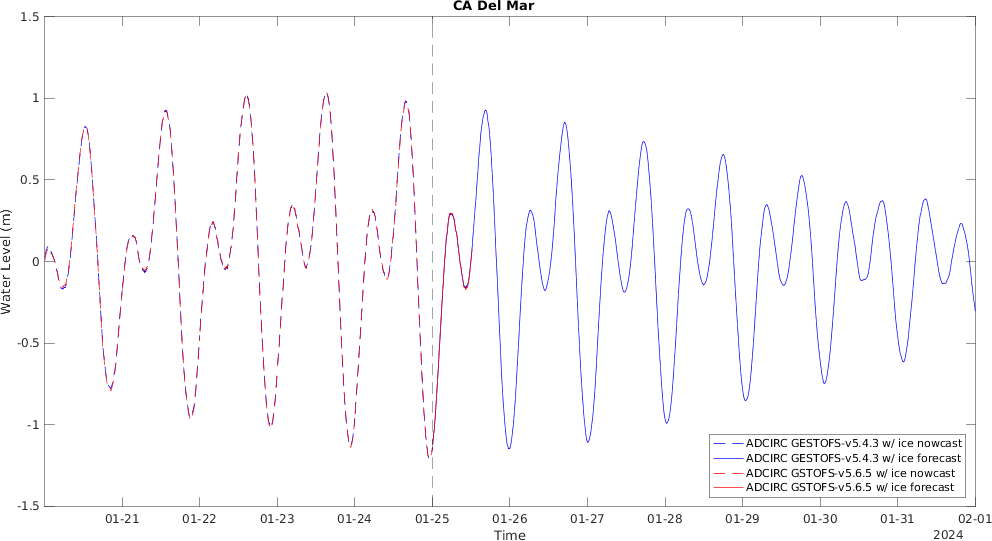 CA Del Mar
1.5
1
0.5
0
-0.5
-1
-1.5
Water Level (m)
01-21 01-22 01-23 01-24 01-25 01-26 01-27 01-28 01-29 01-30 01-31 02-01
Time
2024
ADCIRC GESTOFS-v5.4.3 w/ ice nowcast
ADCIRC GESTOFS-v5.4.3 w/ ice forecast
ADCIRC GSTOFS-v5.6.5 w/ ice nowcast
ADCIRC GSTOFS-v5.6.5 w/ ice forecast